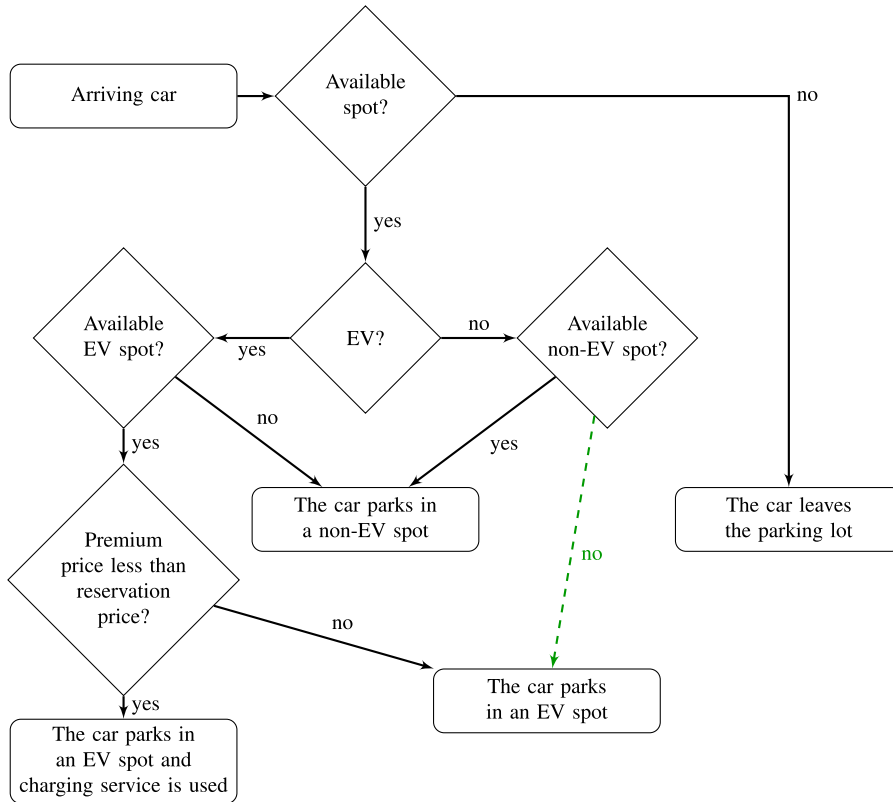 Arriving car
Available
spot?
no
yes
Available
EV spot?
yes
EV?
no
Available
non-EV spot?
no
yes
yes
The car parks in
a non-EV spot
The car leaves
the parking lot
Premium
price less than
reservation
price?
no
no
yes
The car parks
in an EV spot
The car parks in
an EV spot and
charging service is used